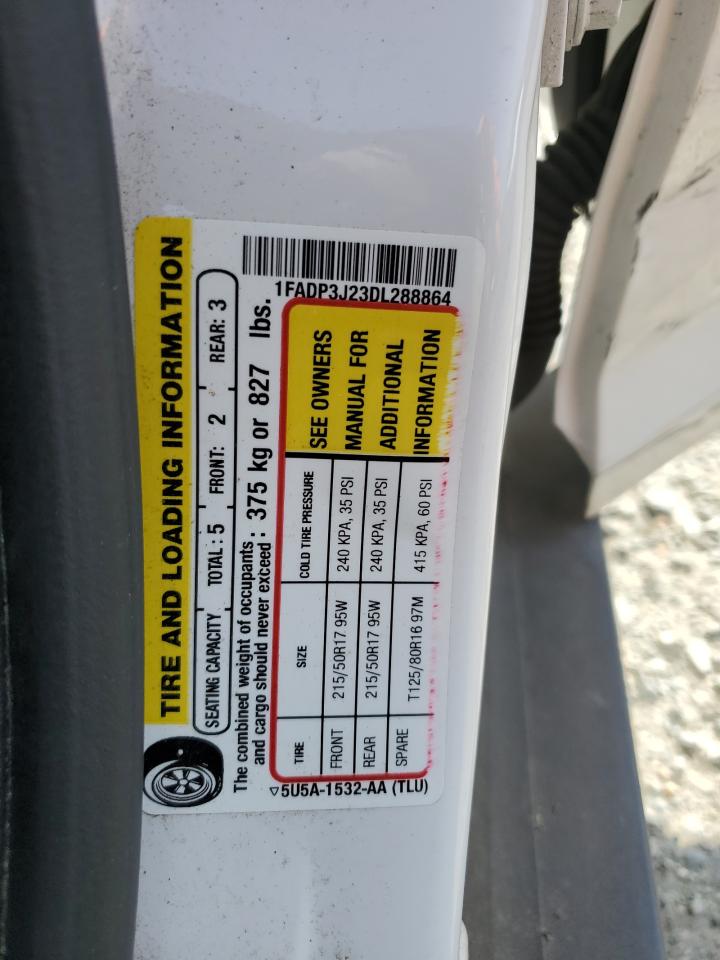 TIRE AND LOADING INFORMATION
SEATING CAPACITY TOTAL : 5 FRONT: 2 REAR: 3
The combined weight of occupants
and cargo should never exceed : 375 kg or 827 lbs.
TIRE SIZE COLD TIRE PRESSURE
FRONT 215/50R17 95W 240 KPA, 35 PSI
REAR 215/50R17 95W 240 KPA, 35 PSI
SPARE T125/80R16 97M 415 KPA, 60 PSI
SEE OWNERS
MANUAL FOR
ADDITIONAL
INFORMATION
5U5A-1532-AA (TLU)
1FADP3J23DL288864